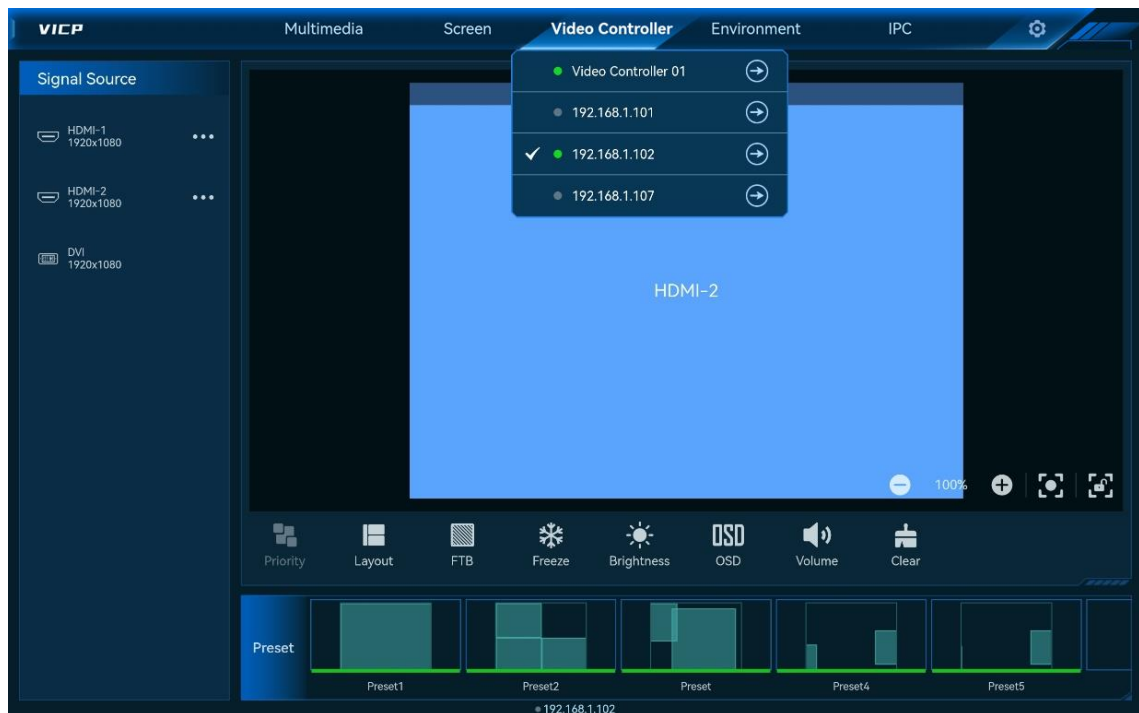 VICP
Multimedia
Screen
Video Controller
Environment
IPC
Signal Source
HDMI-1
1920x1080
HDMI-2
1920x1080
DVI
1920x1080
Video Controller 01
192.168.1.101
192.168.1.102
192.168.1.107
HDMI-2
100%
Priority
Layout
FTB
Freeze
Brightness
OSD
OSD
Volume
Clear
Preset
Preset1
Preset2
Preset
Preset4
Preset5
192.168.1.102